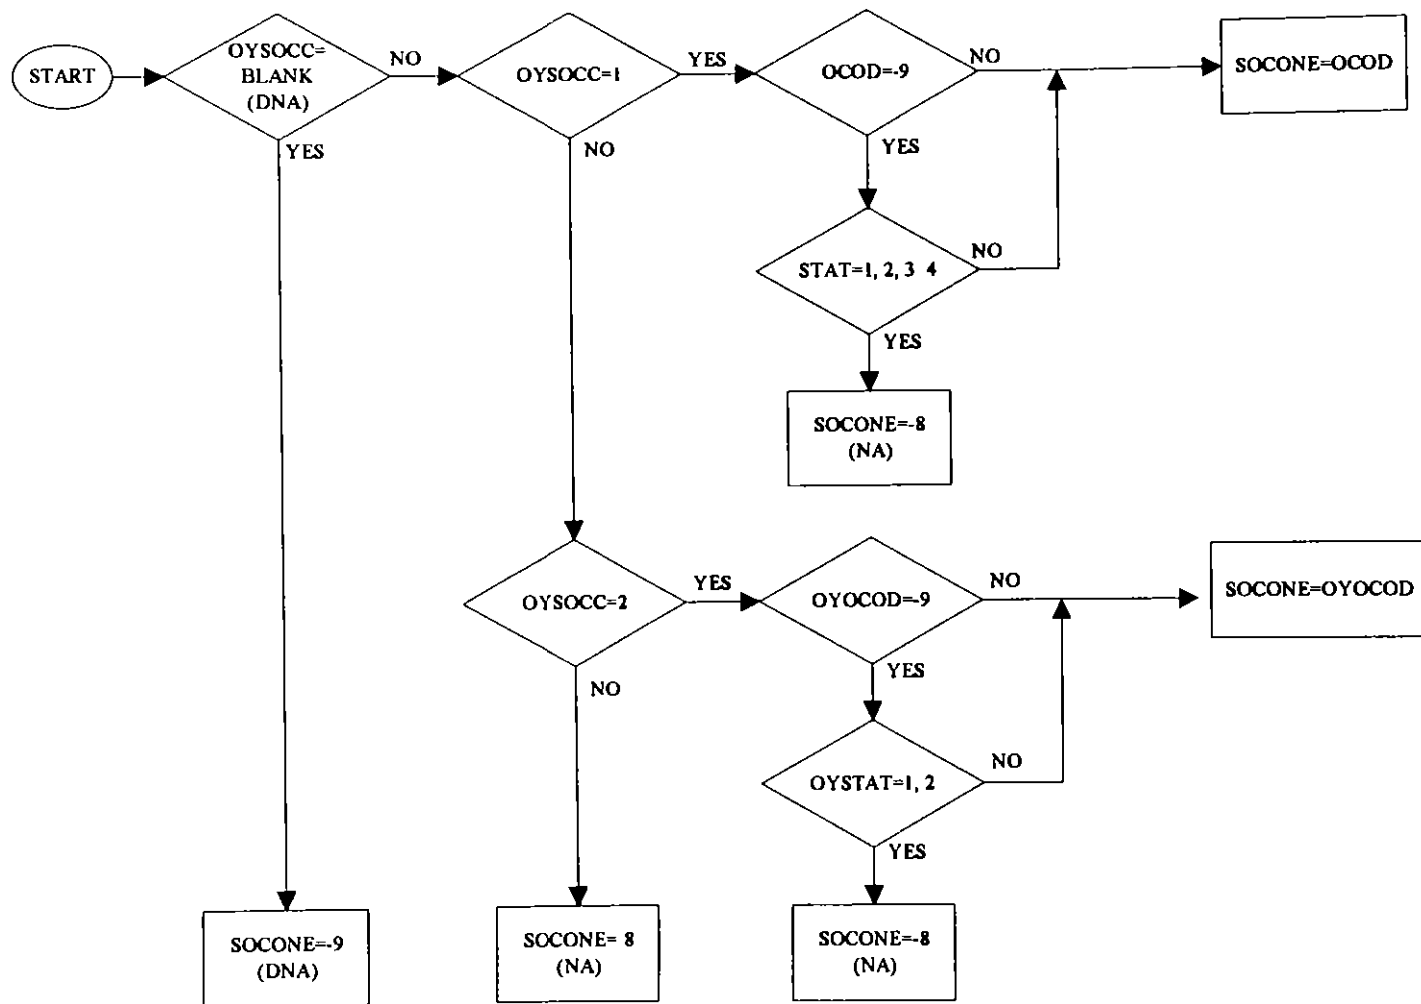 START
OYSOCC=
BLANK
(DNA)
NO
YES
OYSOCC=1
YES
NO
OCOD=-9
NO
YES
SOCONE=OCOD
STAT=1, 2, 3 4
NO
YES
SOCONE=-8
(NA)
OYSOCC=2
YES
NO
OYOCOD=-9
NO
YES
SOCONE=OYOCOD
OYSTAT=1, 2
NO
YES
SOCONE=-9
(DNA)
SOCONE= 8
(NA)
SOCONE=-8
(NA)